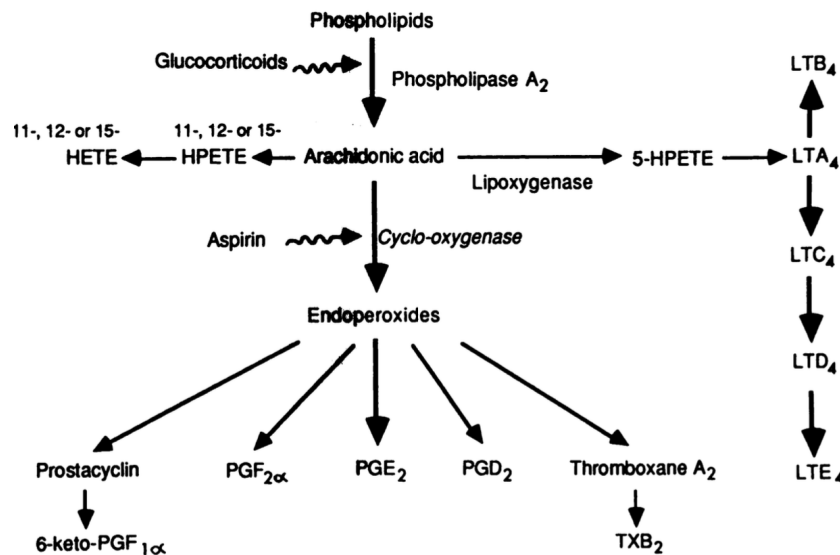 Phospholipids
Glucocorticoids
Phospholipase A₂
LTB₄
11-, 12- or 15-
HETE
11-, 12- or 15-
HPETE
Arachidonic acid
Lipoxygenase
5-HPETE
LTA₄
Aspirin
Cyclo-oxygenase
LTC₄
Endoperoxides
LTD₄
Prostacyclin
PGF₂α
PGE₂
PGD₂
Thromboxane A₂
LTE₄
6-keto-PGF₁α
TXB₂